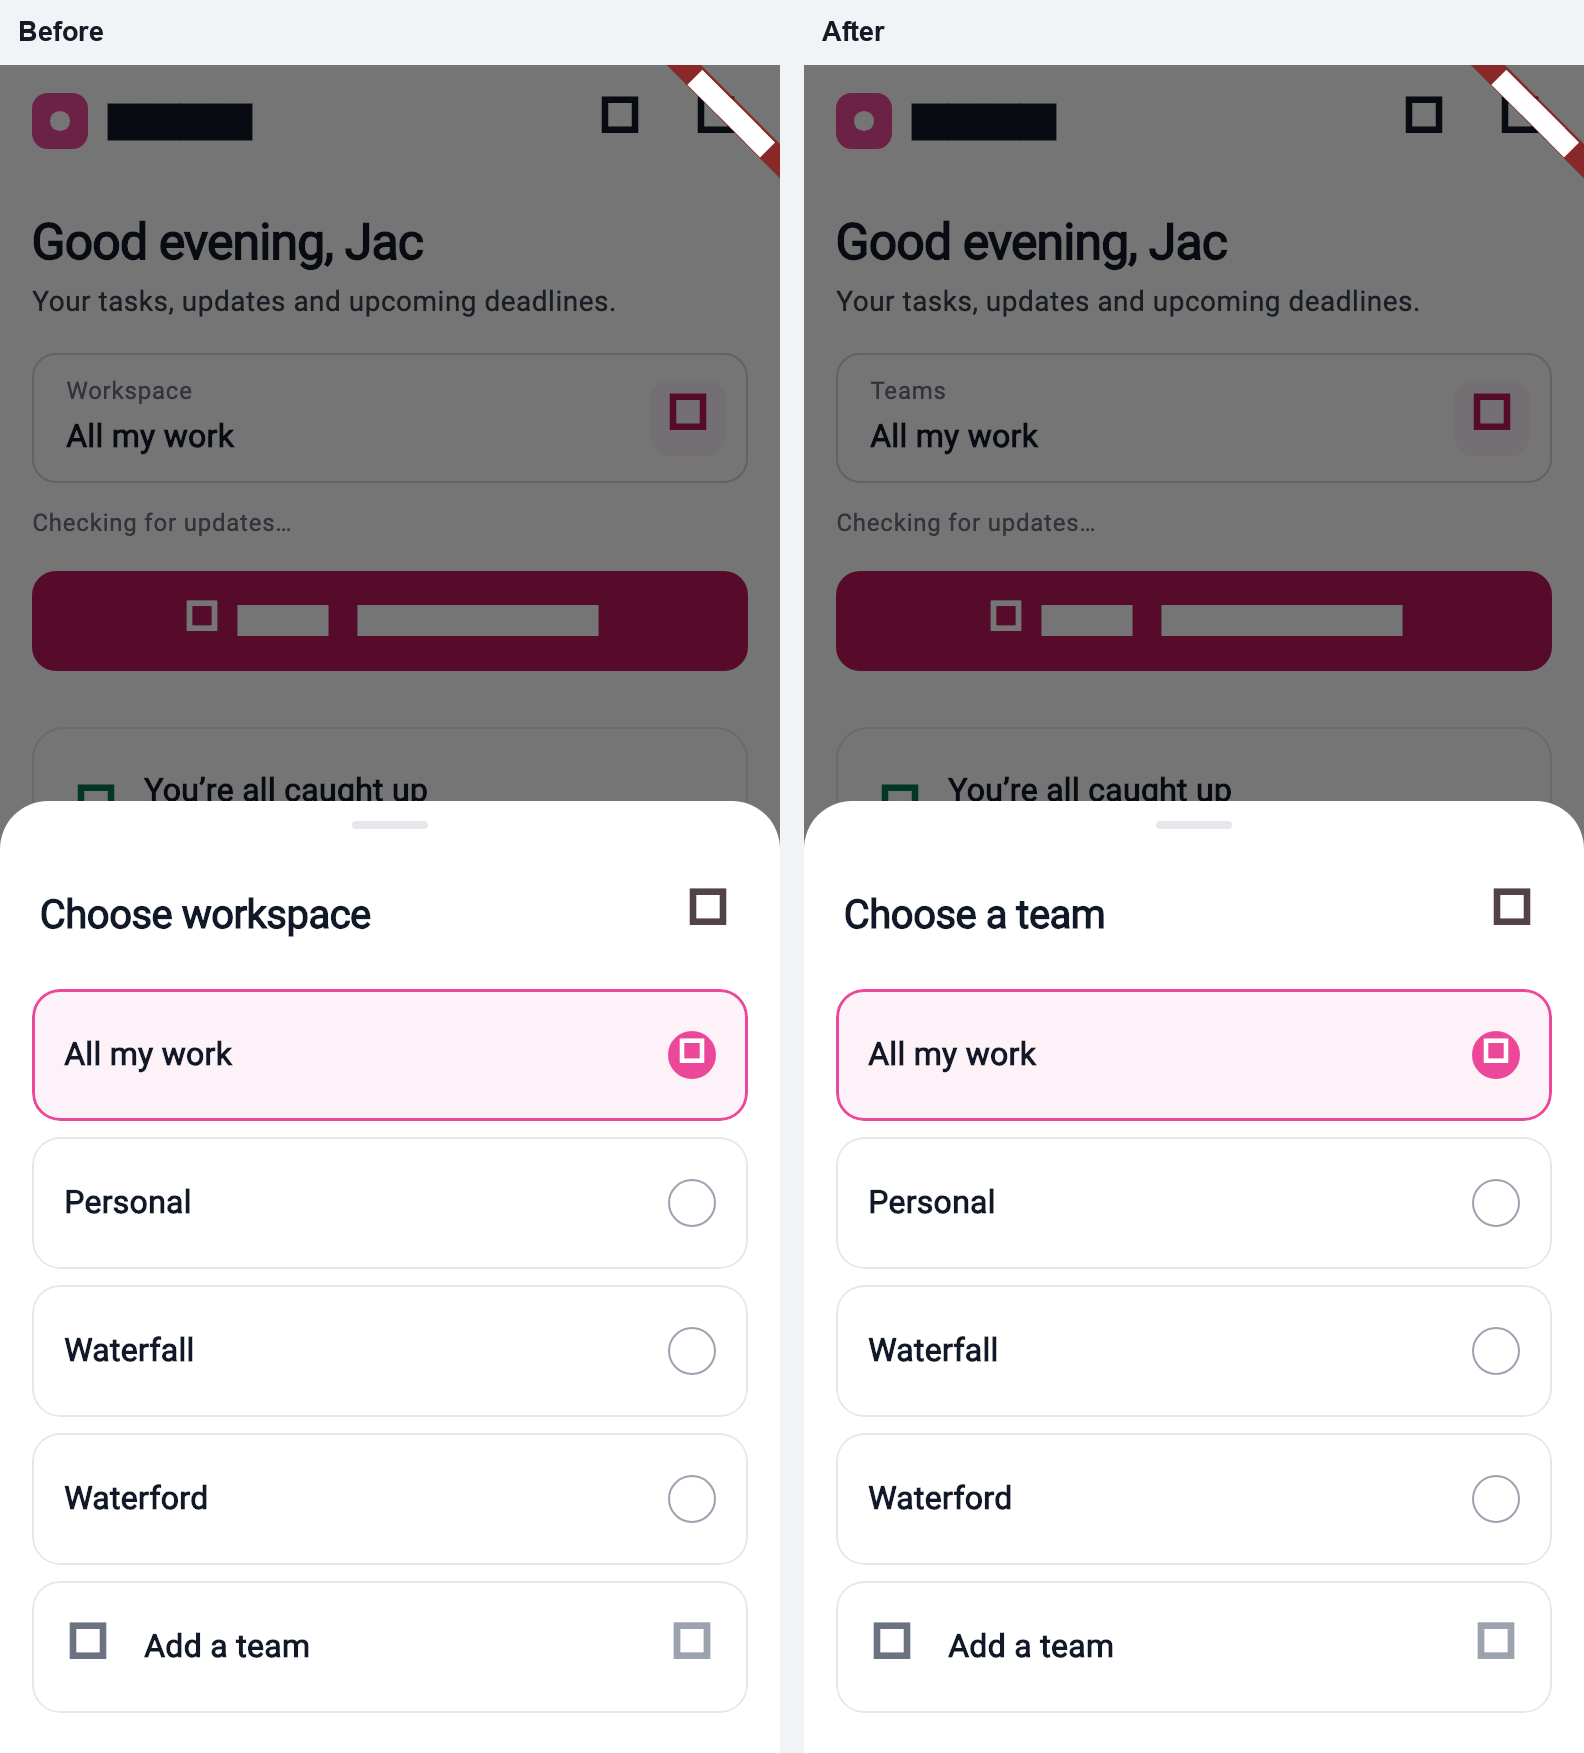 Before
Good evening, Jac
Your tasks, updates and upcoming deadlines.
Workspace
All my work
Checking for updates…
You’re all caught up
Choose workspace
All my work
Personal
Waterfall
Waterford
Add a team
After
Good evening, Jac
Your tasks, updates and upcoming deadlines.
Teams
All my work
Checking for updates…
You’re all caught up
Choose a team
All my work
Personal
Waterfall
Waterford
Add a team